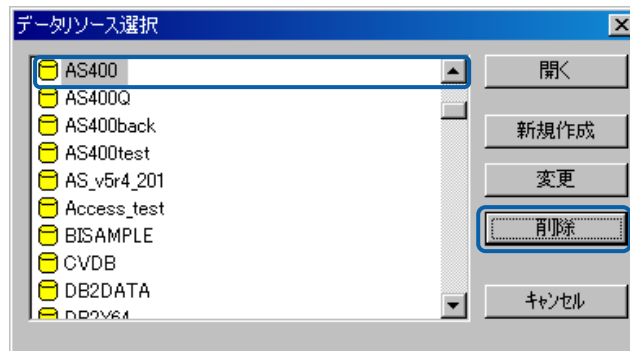 データリソース選択
AS400
AS400Q
AS400back
AS400test
AS_v5r4_201
Access_test
BISAMPLE
CVDB
DB2DATA
DB2V64
開く
新規作成
変更
削除
キャンセル